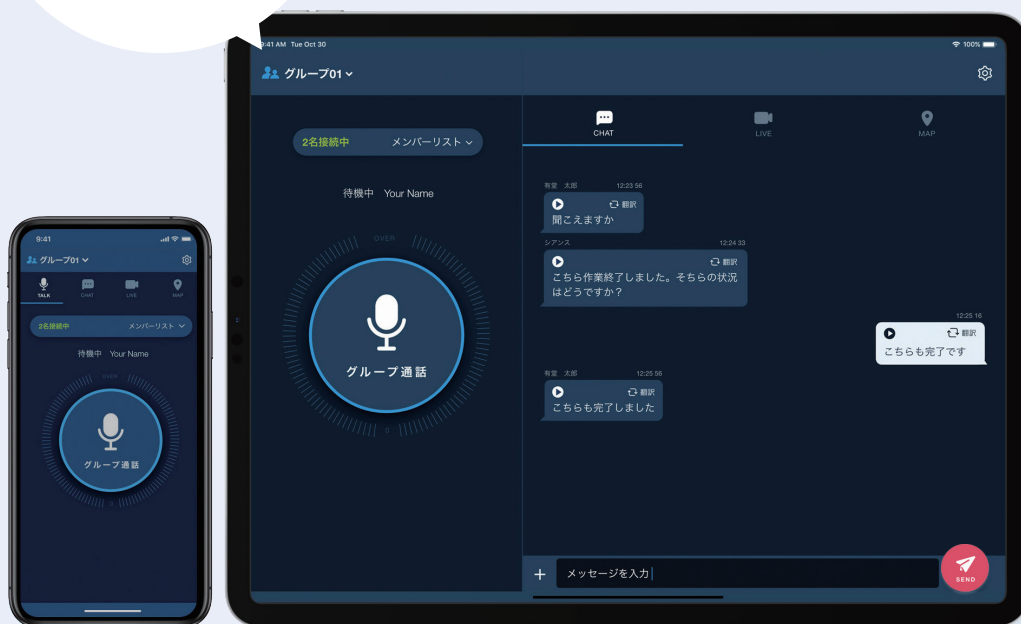 9:41
グループ01
TALK
CHAT
LIVE
MAP
2名接続中
メンバーリスト
待機中 Your Name
OVER
グループ通話
0
9:41 AM Tue Oct 30
100%
グループ01
2名接続中
メンバーリスト
待機中 Your Name
OVER
グループ通話
0
CHAT
LIVE
MAP
有堂 太郎 12:23 56
翻訳
聞こえますか
シアンス 12:24 33
翻訳
こちら作業終了しました。そちらの状況
はどうですか？
12:25 16
翻訳
こちらも完了です
有堂 太郎 12:25 56
翻訳
こちらも完了しました
メッセージを入力
SEND